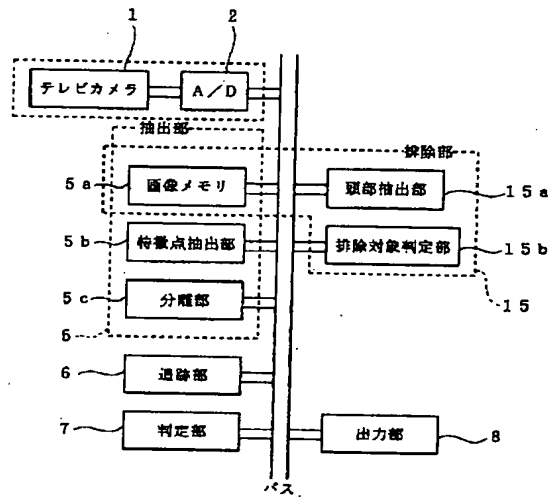 1 2
テレビカメラ A/D
抽出部
排除部
5a 画像メモリ 頭部抽出部 15a
5b 特徴点抽出部 排除対象判定部 15b
5c 分離部 15
5
6 追跡部
7 判定部 出力部 8
バス